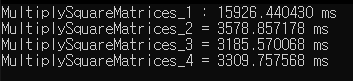 MultiplySquareMatrices_1 : 15926.440430 ms
MultiplySquareMatrices_2 = 3578.857178 ms
MultiplySquareMatrices_3 = 3185.570068 ms
MultiplySquareMatrices_4 = 3309.757568 ms